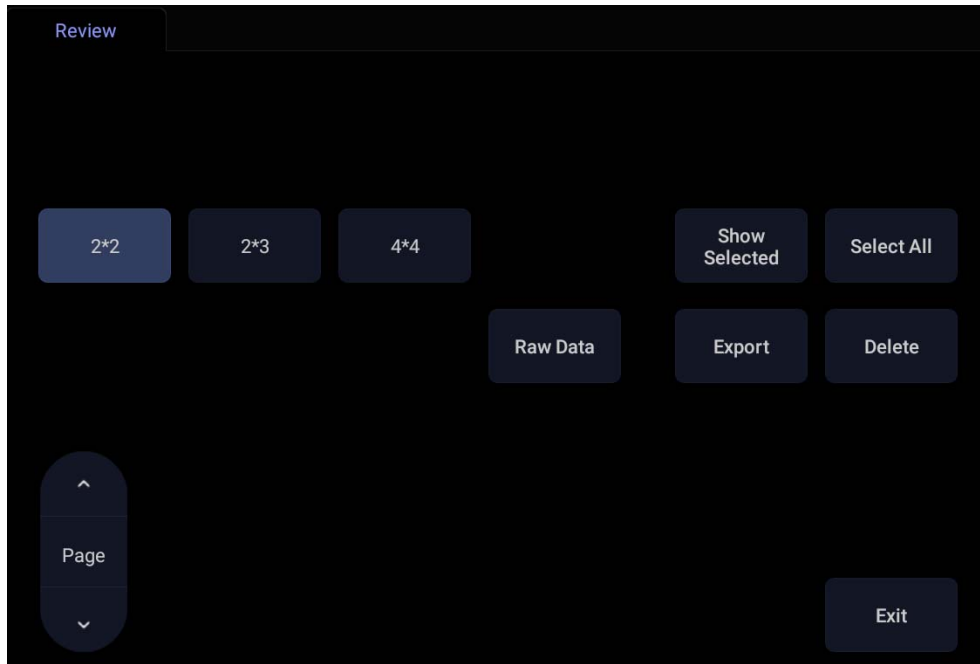 Review
2*2
2*3
4*4
Show
Selected
Select All
Raw Data
Export
Delete
Page
Exit